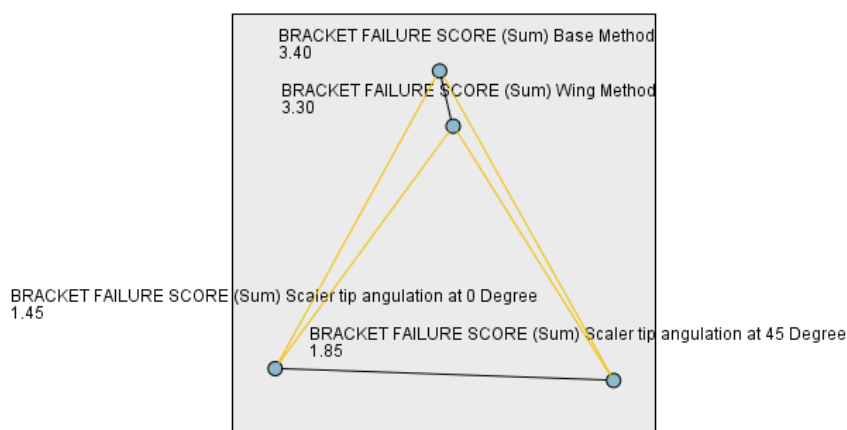 BRACKET FAILURE SCORE (Sum) Base Method
3.40
BRACKET FAILURE SCORE (Sum) Wing Method
3.30
BRACKET FAILURE SCORE (Sum) Scaler tip angulation at 0 Degree
1.45
BRACKET FAILURE SCORE (Sum) Scaler tip angulation at 45 Degree
1.85